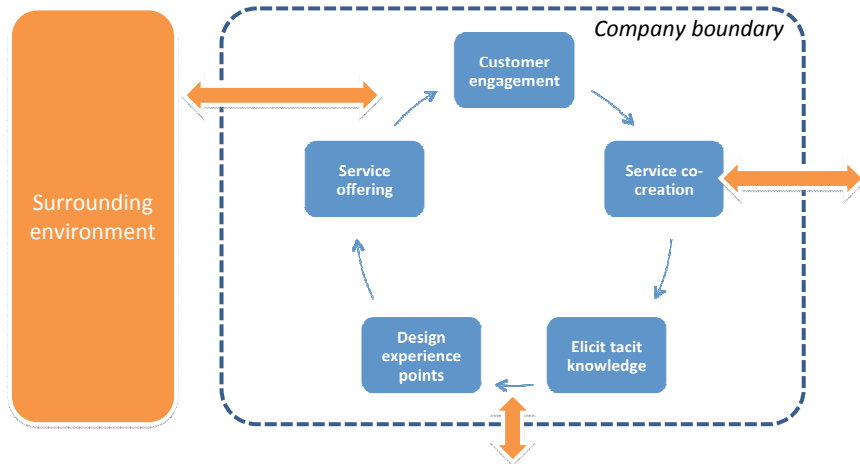 Company boundary
Customer
engagement
Service
offering
Service co-
creation
Surrounding
environment
Design
experience
points
Elicit tacit
knowledge